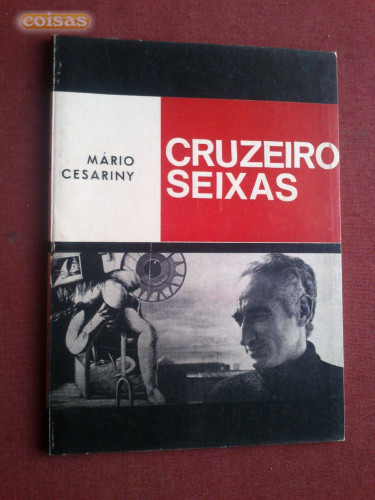 coisas
MÁRIO
CESARINY
CRUZEIRO
SEIXAS